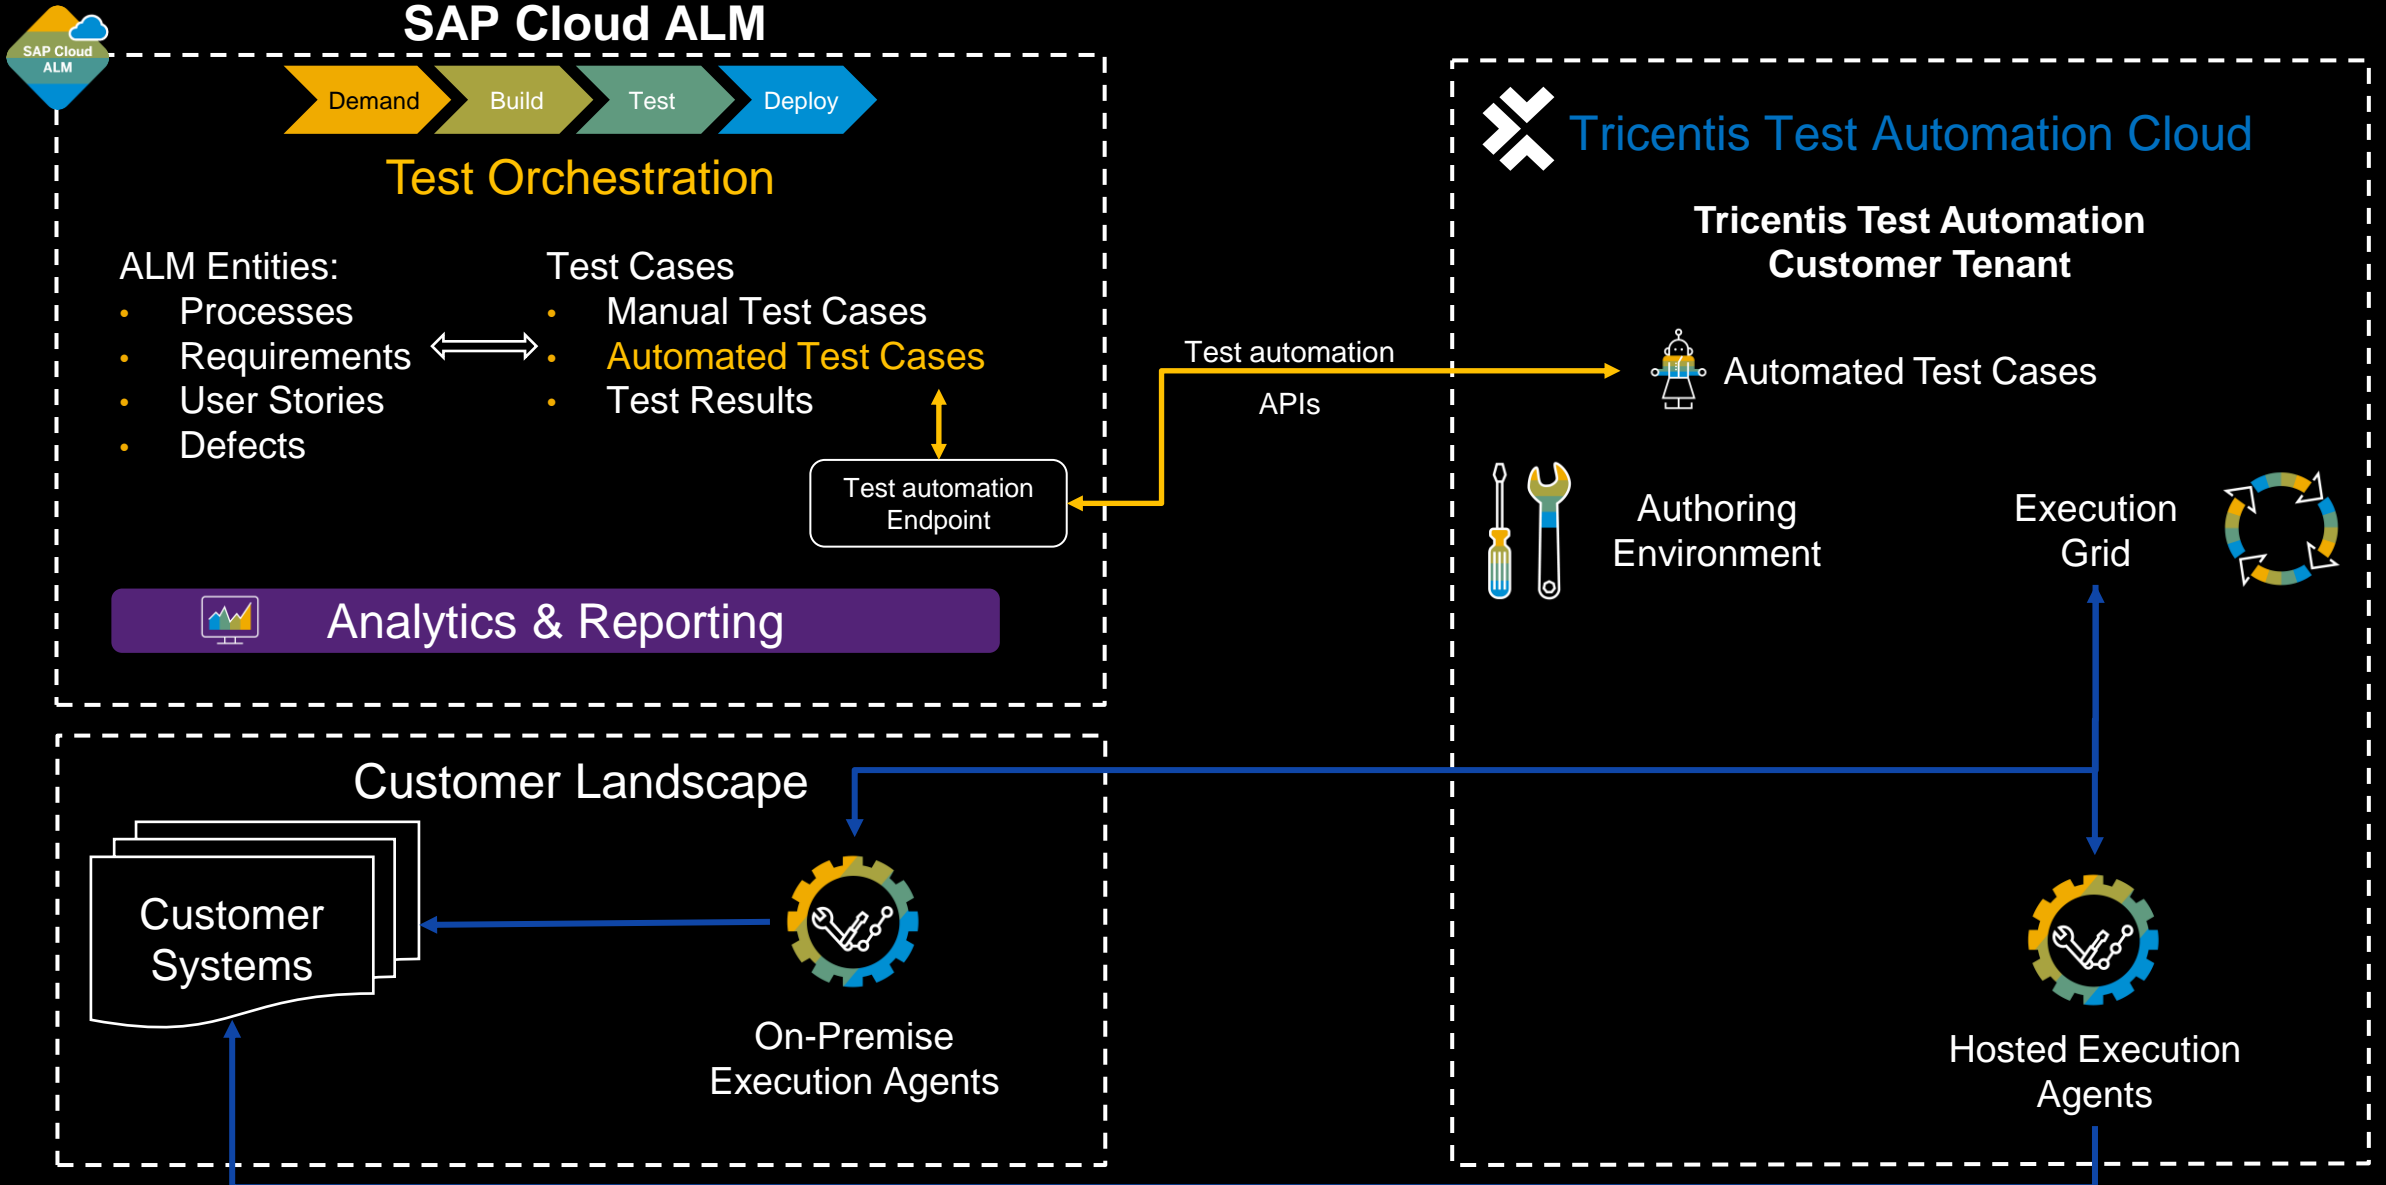 SAP Cloud ALM
SAP Cloud
ALM
Demand
Build
Test
Deploy
Test Orchestration
ALM Entities:
• Processes
• Requirements
• User Stories
• Defects
Test Cases
• Manual Test Cases
• Automated Test Cases
• Test Results
Test automation
Endpoint
Analytics & Reporting
Test automation
APIs
Tricentis Test Automation Cloud
Tricentis Test Automation
Customer Tenant
Automated Test Cases
Authoring
Environment
Execution
Grid
Customer Landscape
Customer
Systems
On-Premise
Execution Agents
Hosted Execution
Agents